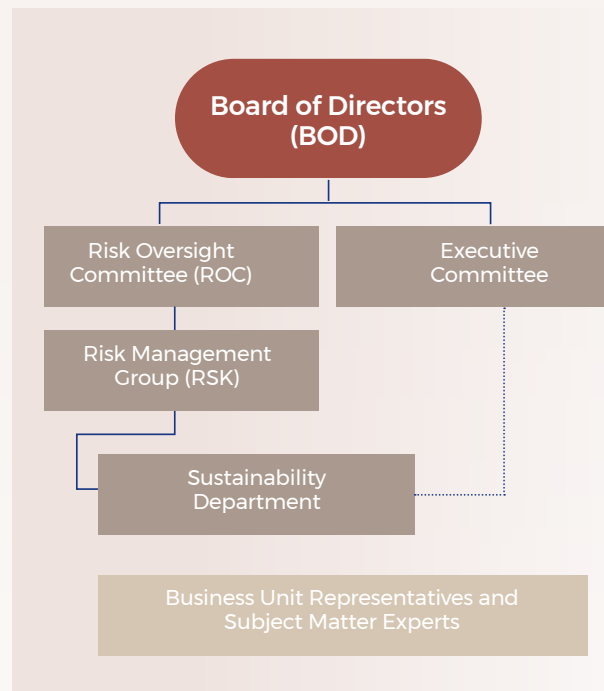 Board of Directors
(BOD)
Risk Oversight
Committee (ROC)
Executive
Committee
Risk Management
Group (RSK)
Sustainability
Department
Business Unit Representatives and
Subject Matter Experts